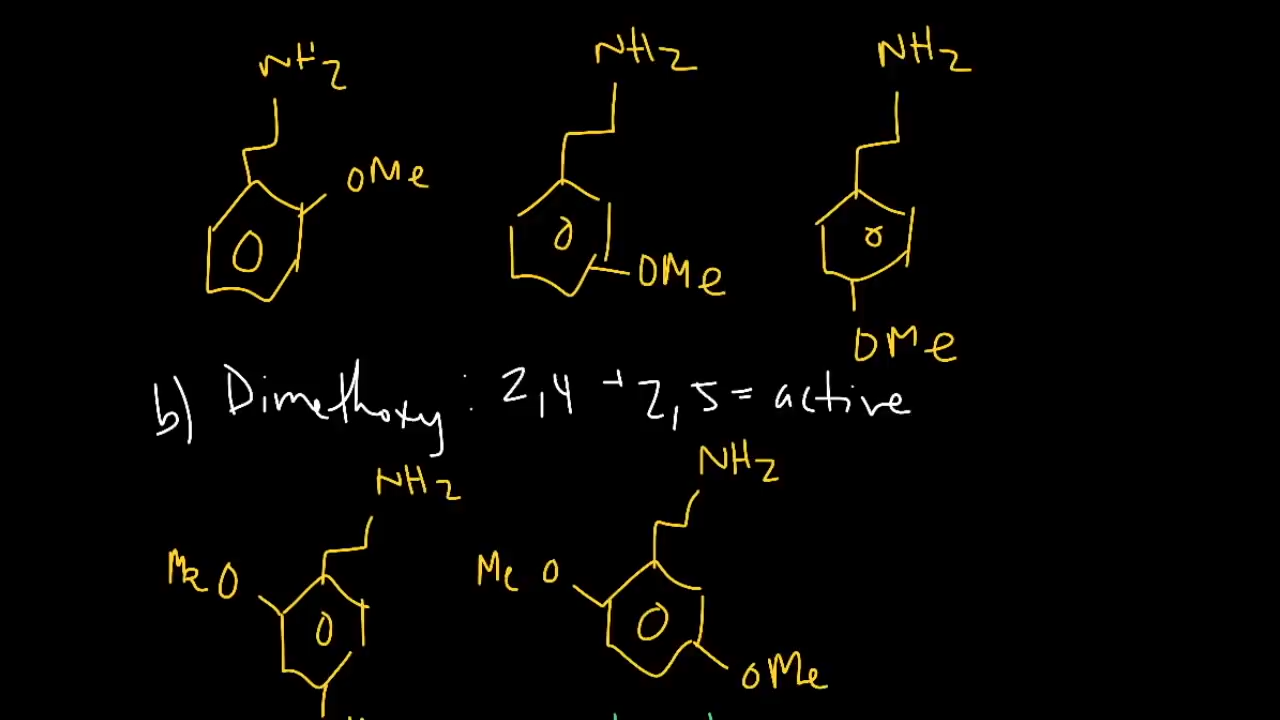 NH2 NH2 NH2
OMe
OMe
OMe
b) Dimethoxy: 2,4 + 2,5 = active
NH2 NH2
MeO MeO
OMe